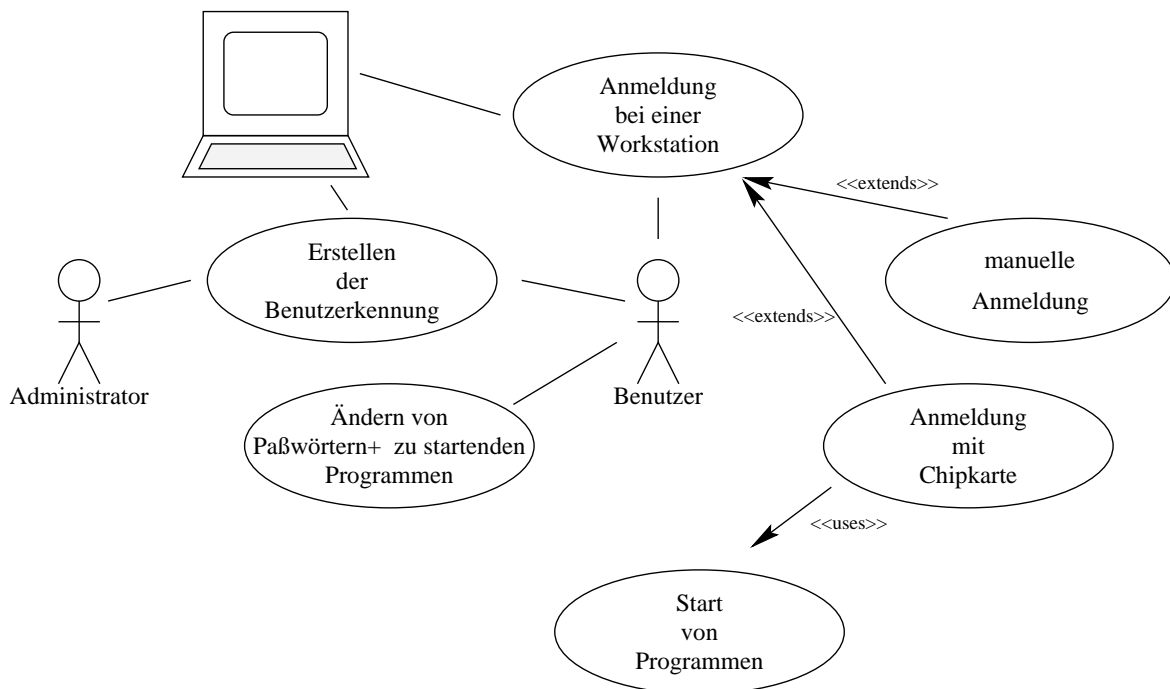 Anmeldung
bei einer
Workstation
<<extends>>
Erstellen
der
Benutzerkennung
manuelle
Anmeldung
<<extends>>
Administrator
Benutzer
Ändern von
Paßwörtern+ zu startenden
Programmen
Anmeldung
mit
Chipkarte
<<uses>>
Start
von
Programmen